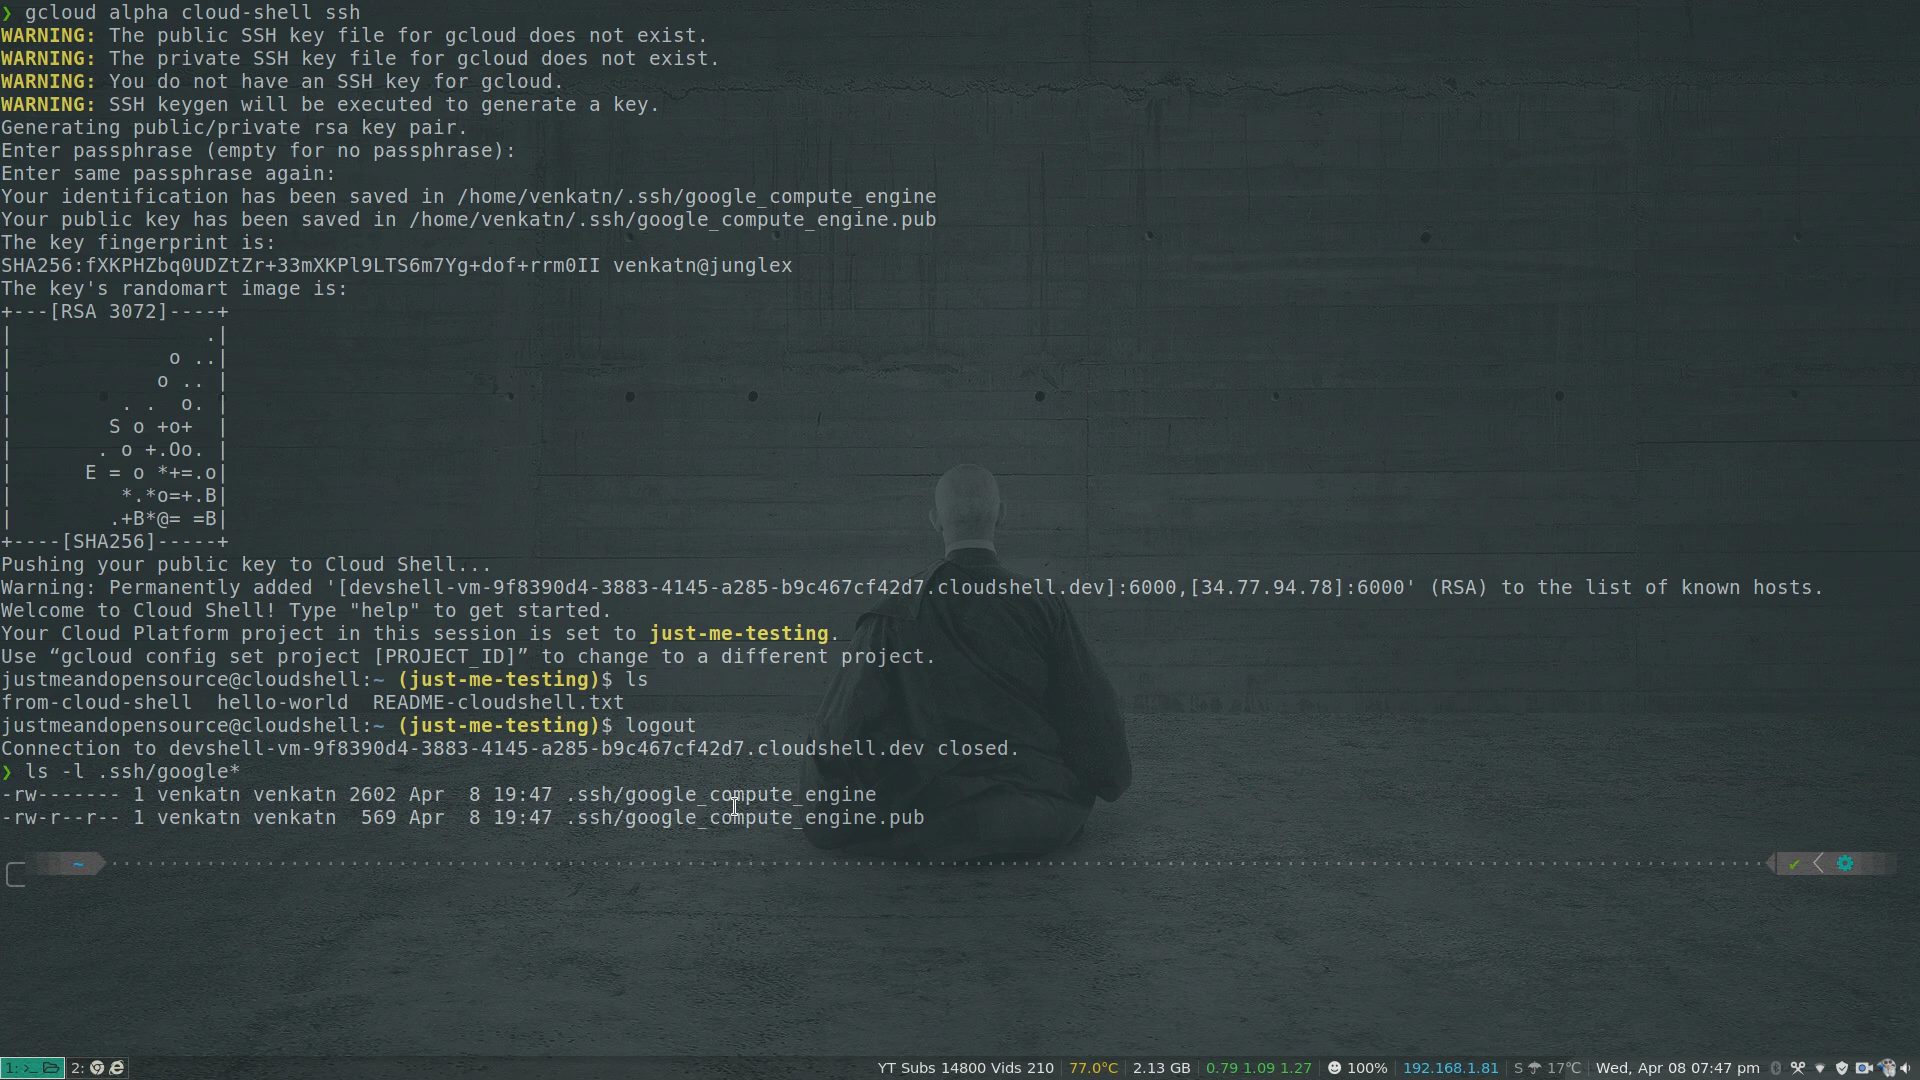 ❯ gcloud alpha cloud-shell ssh
WARNING: The public SSH key file for gcloud does not exist.
WARNING: The private SSH key file for gcloud does not exist.
WARNING: You do not have an SSH key for gcloud.
WARNING: SSH keygen will be executed to generate a key.
Generating public/private rsa key pair.
Enter passphrase (empty for no passphrase):
Enter same passphrase again:
Your identification has been saved in /home/venkatn/.ssh/google_compute_engine
Your public key has been saved in /home/venkatn/.ssh/google_compute_engine.pub
The key fingerprint is:
SHA256:fXKPHZbq0UDZtZr+33mXKPl9LTS6m7Yg+dof+rrm0II venkatn@junglex
The key's randomart image is:
+---[RSA 3072]----+
|                .|
|             o ..|
|            o .. |
|         . .  o. |
|        S o +o+  |
|       . o +.Oo. |
|      E = o *+=.o|
|         *.*o=+.B|
|        .+B*@= =B|
+----[SHA256]-----+
Pushing your public key to Cloud Shell...
Warning: Permanently added '[devshell-vm-9f8390d4-3883-4145-a285-b9c467cf42d7.cloudshell.dev]:6000,[34.77.94.78]:6000' (RSA) to the list of known hosts.
Welcome to Cloud Shell! Type "help" to get started.
Your Cloud Platform project in this session is set to just-me-testing.
Use “gcloud config set project [PROJECT_ID]” to change to a different project.
justmeandopensource@cloudshell:~ (just-me-testing)$ ls
from-cloud-shell  hello-world  README-cloudshell.txt
justmeandopensource@cloudshell:~ (just-me-testing)$ logout
Connection to devshell-vm-9f8390d4-3883-4145-a285-b9c467cf42d7.cloudshell.dev closed.
❯ ls -l .ssh/google*
-rw------- 1 venkatn venkatn 2602 Apr  8 19:47 .ssh/google_compute_engine
-rw-r--r-- 1 venkatn venkatn  569 Apr  8 19:47 .ssh/google_compute_engine.pub
~
1: 2: YT Subs 14800 Vids 210 77.0°C 2.13 GB 0.79 1.09 1.27 100% 192.168.1.81 S 17°C Wed, Apr 08 07:47 pm